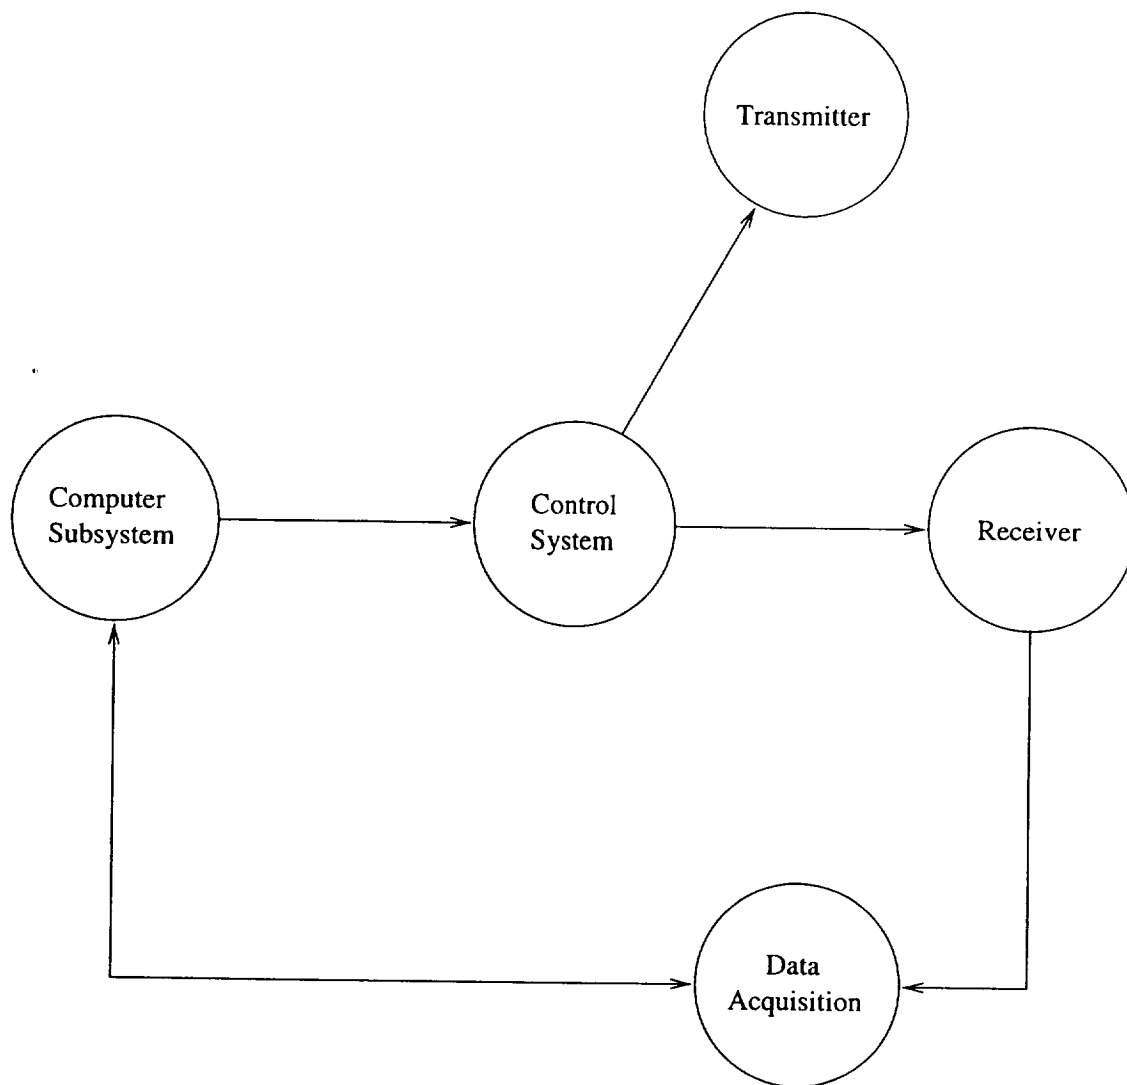 Transmitter
Computer
Subsystem
Control
System
Receiver
Data
Acquisition